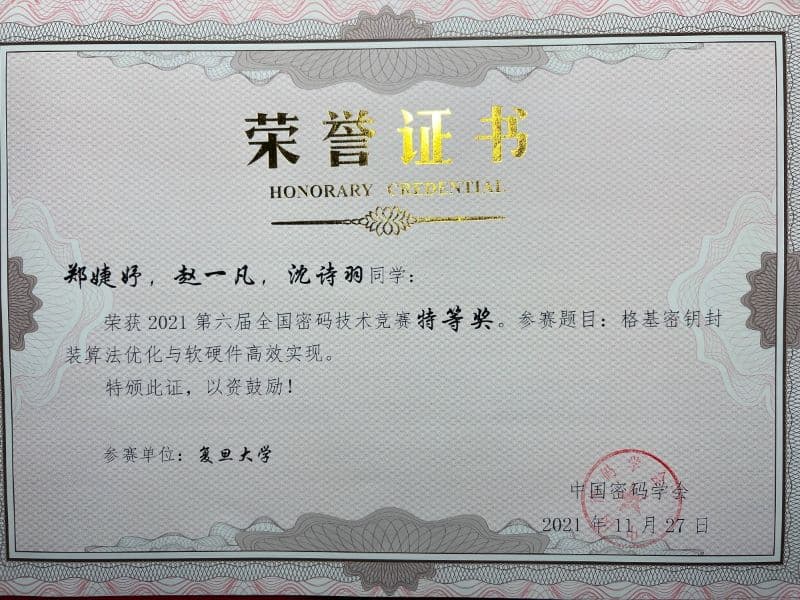 荣誉证书
HONORARY CREDENTIAL
郑婕妤，赵一凡，沈诗羽同学：
荣获 2021 第六届全国密码技术竞赛特等奖。参赛题目：格基密钥封
装算法优化与软硬件高效实现。
特颁此证，以资鼓励！
参赛单位：复旦大学
中国密码学会
2021 年 11 月 27 日